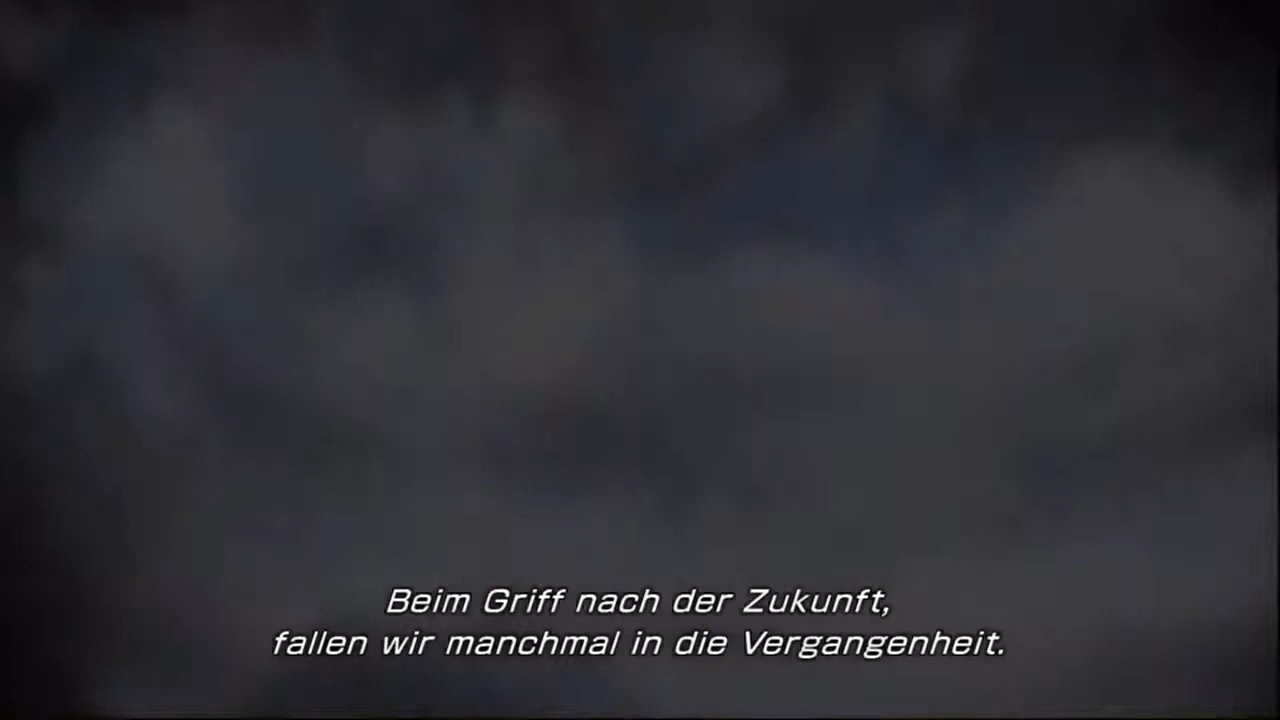 Beim Griff nach der Zukunft,
fallen wir manchmal in die Vergangenheit.